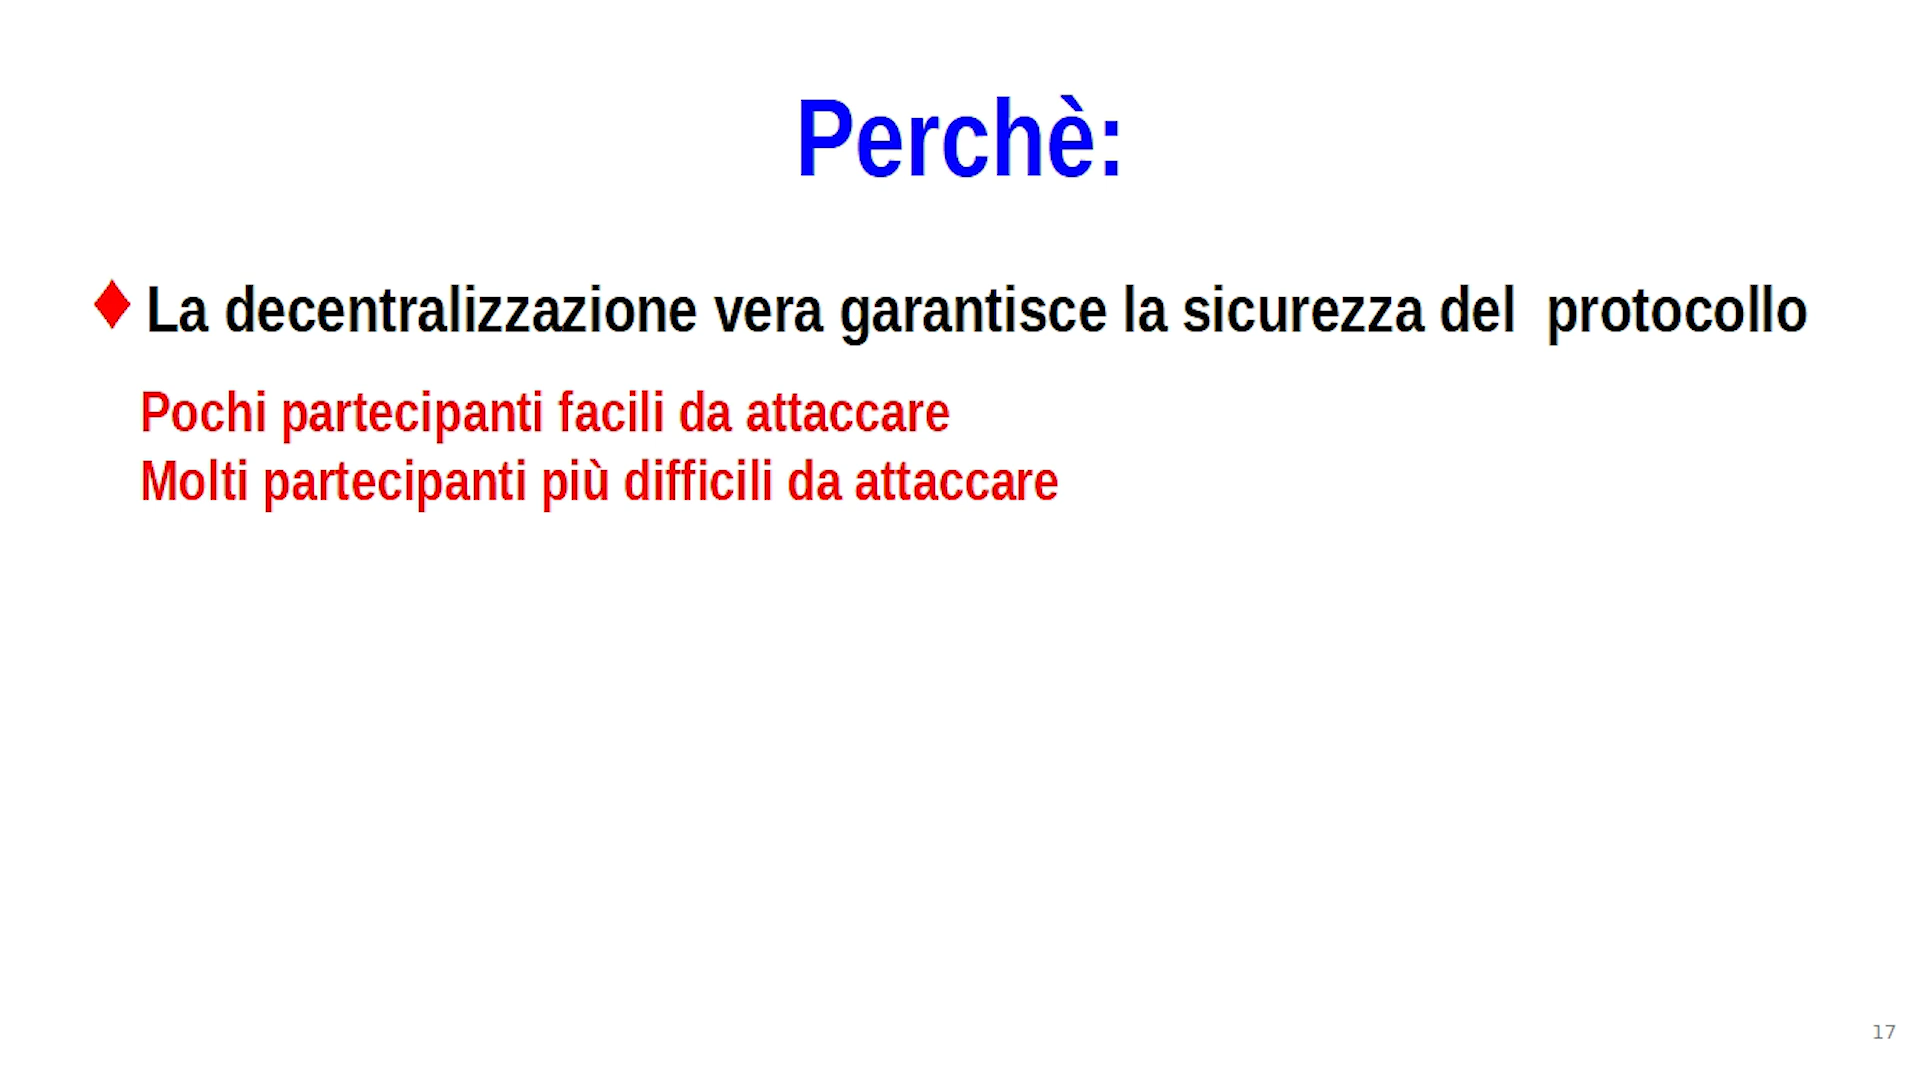 Perchè:
♦ La decentralizzazione vera garantisce la sicurezza del  protocollo
Pochi partecipanti facili da attaccare
Molti partecipanti più difficili da attaccare
17